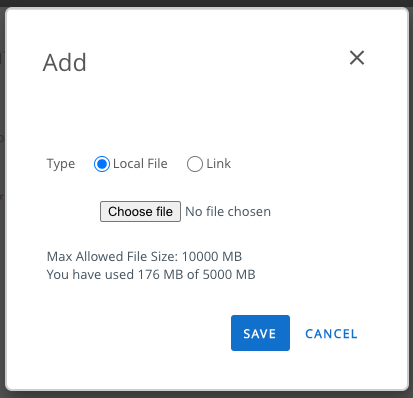 Add
Type Local File Link
Choose file No file chosen
Max Allowed File Size: 10000 MB
You have used 176 MB of 5000 MB
SAVE CANCEL